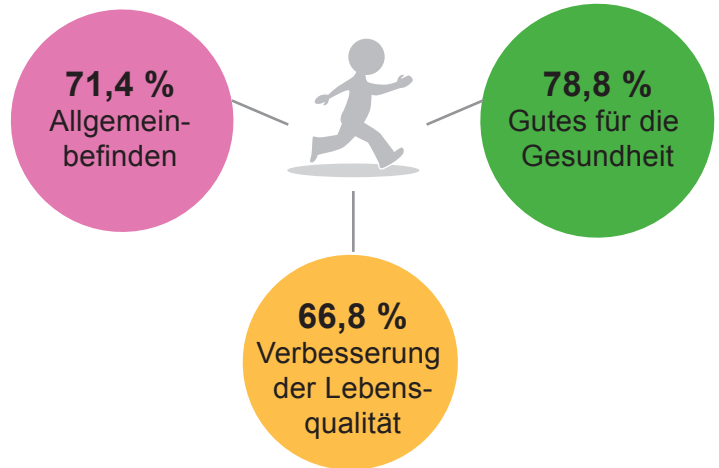 71,4 %
Allgemein-
befinden
78,8 %
Gutes für die
Gesundheit
66,8 %
Verbesserung
der Lebens-
qualität